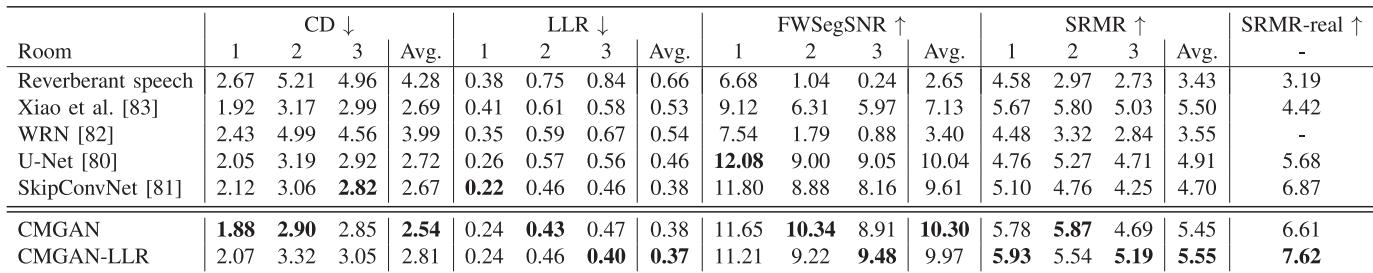 CD ↓ LLR ↓ FWSegSNR ↑ SRMR ↑ SRMR-real ↑
Room 1 2 3 Avg. 1 2 3 Avg. 1 2 3 Avg. 1 2 3 Avg. -
Reverberant speech 2.67 5.21 4.96 4.28 0.38 0.75 0.84 0.66 6.68 1.04 0.24 2.65 4.58 2.97 2.73 3.43 3.19
Xiao et al. [83] 1.92 3.17 2.99 2.69 0.41 0.61 0.58 0.53 9.12 6.31 5.97 7.13 5.67 5.80 5.03 5.50 4.42
WRN [82] 2.43 4.99 4.56 3.99 0.35 0.59 0.67 0.54 7.54 1.79 0.88 3.40 4.48 3.32 2.84 3.55 -
U-Net [80] 2.05 3.19 2.92 2.72 0.26 0.57 0.56 0.46 12.08 9.00 9.05 10.04 4.76 5.27 4.71 4.91 5.68
SkipConvNet [81] 2.12 3.06 2.82 2.67 0.22 0.46 0.46 0.38 11.80 8.88 8.16 9.61 5.10 4.76 4.25 4.70 6.87
CMGAN 1.88 2.90 2.85 2.54 0.24 0.43 0.47 0.38 11.65 10.34 8.91 10.30 5.78 5.87 4.69 5.45 6.61
CMGAN-LLR 2.07 3.32 3.05 2.81 0.24 0.46 0.40 0.37 11.21 9.22 9.48 9.97 5.93 5.54 5.19 5.55 7.62